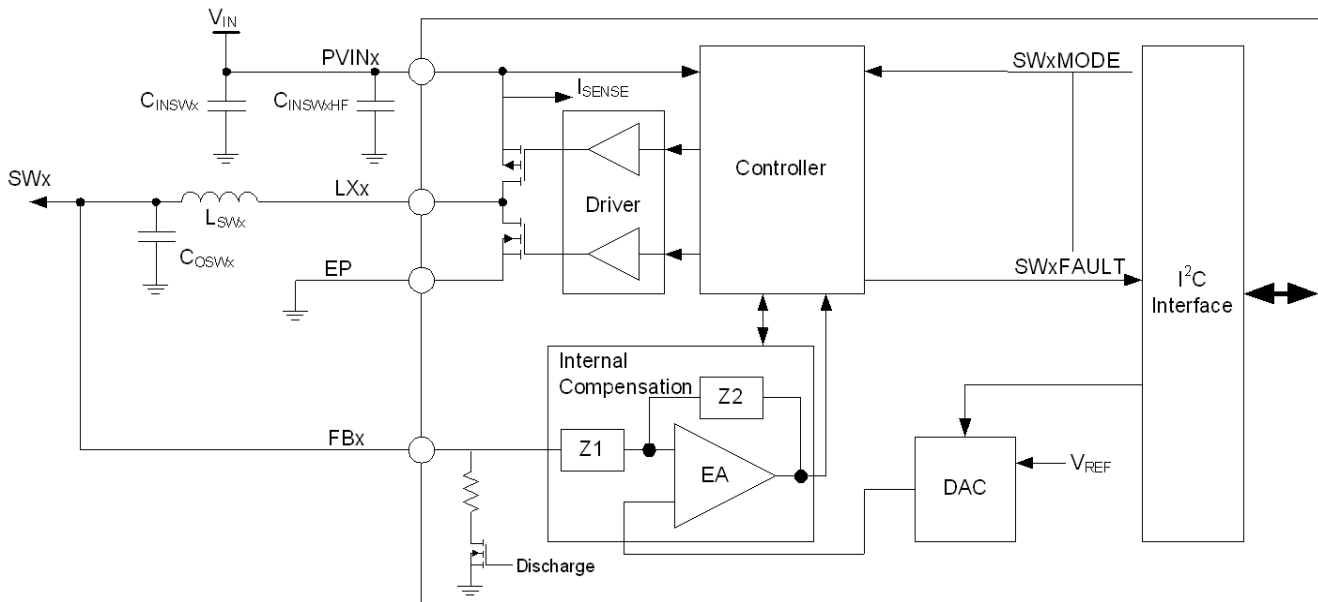 VIN
PVINx
CINSWx
CINSWxHF
ISENSE
SWxMODE
Controller
SWx
LXx
LSWx
Driver
COSWx
EP
SWxFAULT
I2C
Interface
Internal
Compensation
Z2
FBx
Z1
EA
VREF
DAC
Discharge